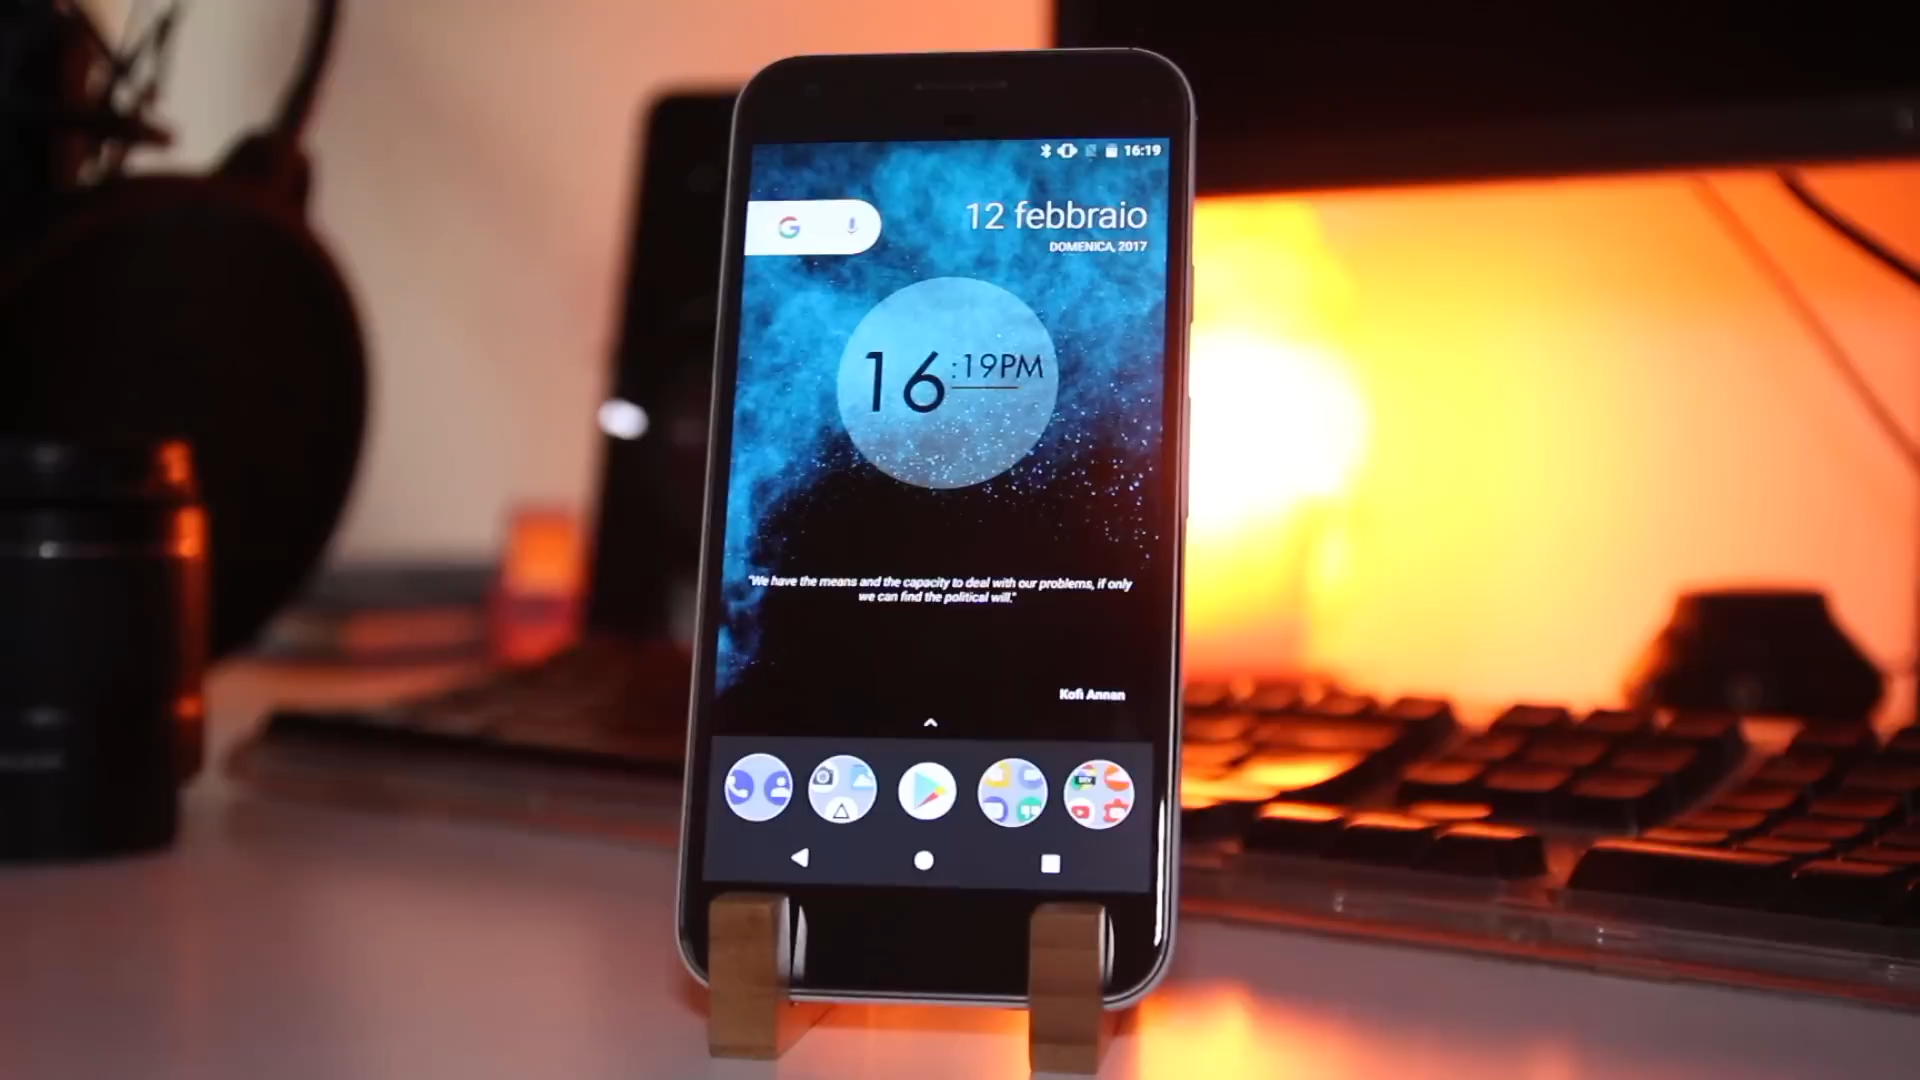 16:19
12 febbraio
DOMENICA, 2017
16:19PM
"We have the means and the capacity to deal with our problems, if only
we can find the political will."
Kofi Annan